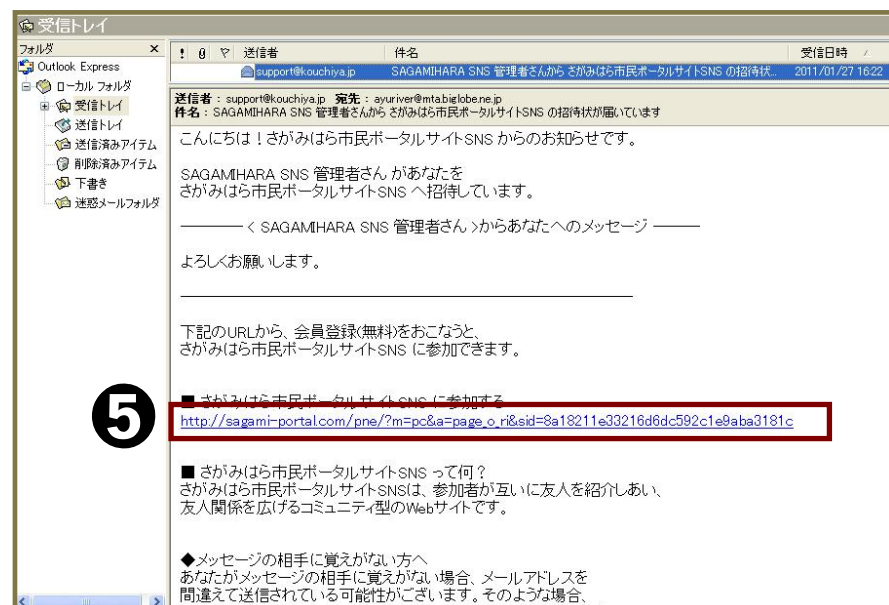 受信トレイ
フォルダ ×
Outlook Express
ローカル フォルダ
受信トレイ
送信トレイ
送信済みアイテム
削除済みアイテム
下書き
迷惑メールフォルダ
! 送信者 件名 受信日時
support@kouchiya.jp SAGAMIHARA SNS 管理者さんから さがみはら市民ポータルサイトSNS の招待状... 2011/01/27 16:22
送信者: support@kouchiya.jp 宛先: ayuriver@mta.biglobe.ne.jp
件名: SAGAMIHARA SNS 管理者さんから さがみはら市民ポータルサイトSNS の招待状が届いています
こんにちは!さがみはら市民ポータルサイトSNS からのお知らせです。
SAGAMIHARA SNS 管理者さん があなたを
さがみはら市民ポータルサイトSNS へ招待しています。
< SAGAMIHARA SNS 管理者さん >からあなたへのメッセージ
よろしくお願いします。
下記のURLから、会員登録(無料)をおこなうと、
さがみはら市民ポータルサイトSNS に参加できます。
5
■ さがみはら市民ポータルサイトSNS に参加する
http://sagami-portal.com/pne/?m=pc&a=page_o_ri&sid=8a18211e33216d6dc592c1e9aba3181c
■ さがみはら市民ポータルサイトSNS って何?
さがみはら市民ポータルサイトSNSは、参加者が互いに友人を紹介しあい、
友人関係を広げるコミュニティ型のWebサイトです。
◆メッセージの相手に覚えがない方へ
あなたがメッセージの相手に覚えがない場合、メールアドレスを
間違えて送信されている可能性がございます。そのような場合、